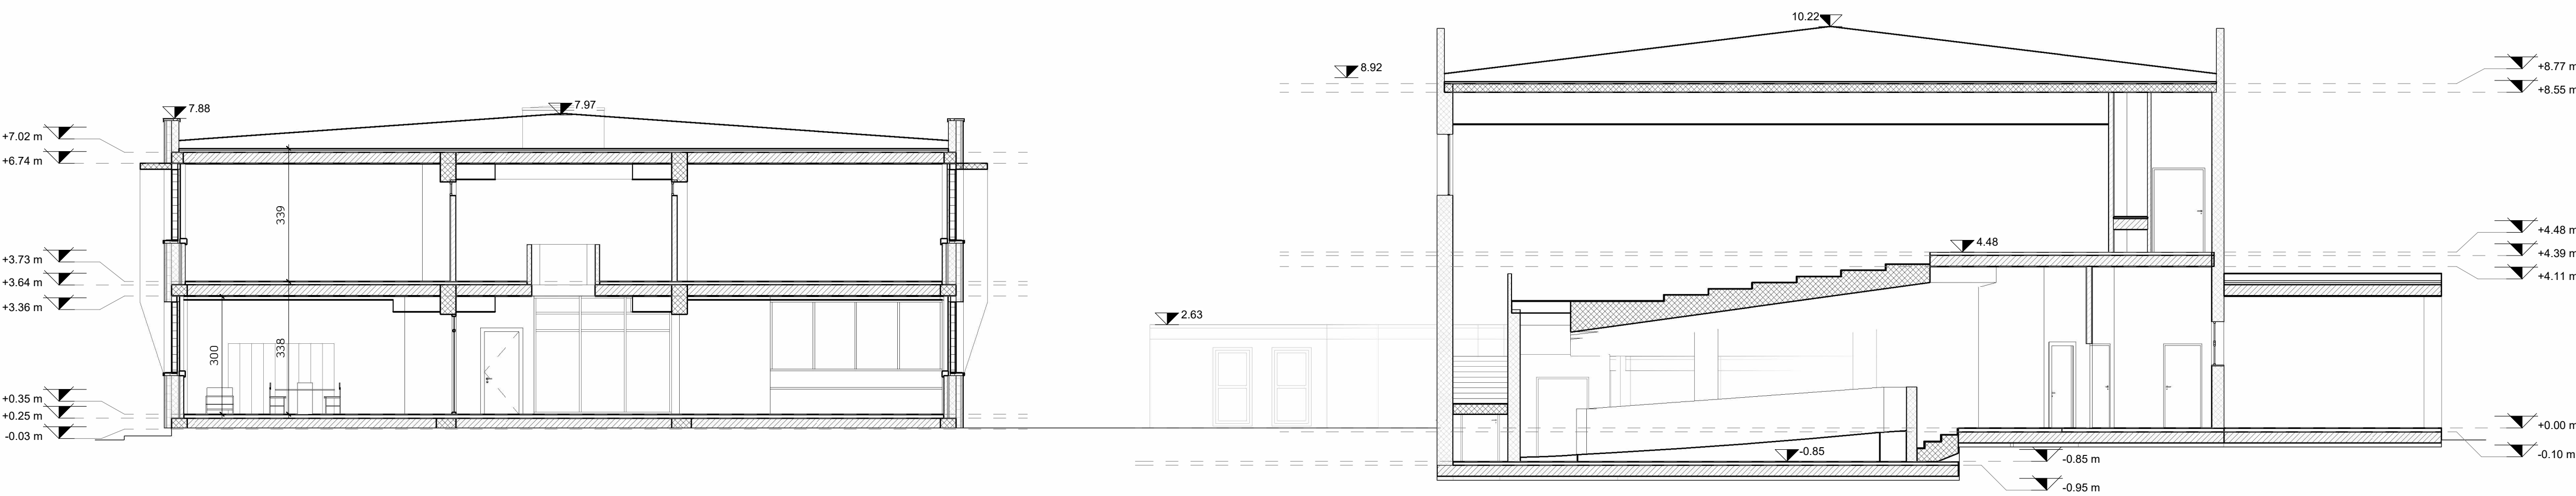 10.22
8.92
+8.77 m
+8.55 m
7.88
7.97
+7.02 m
+6.74 m
339
+4.48 m
4.48
+4.39 m
+4.11 m
+3.73 m
+3.64 m
+3.36 m
2.63
300
338
+0.35 m
+0.25 m
-0.03 m
+0.00 m
-0.10 m
-0.85
-0.85 m
-0.95 m